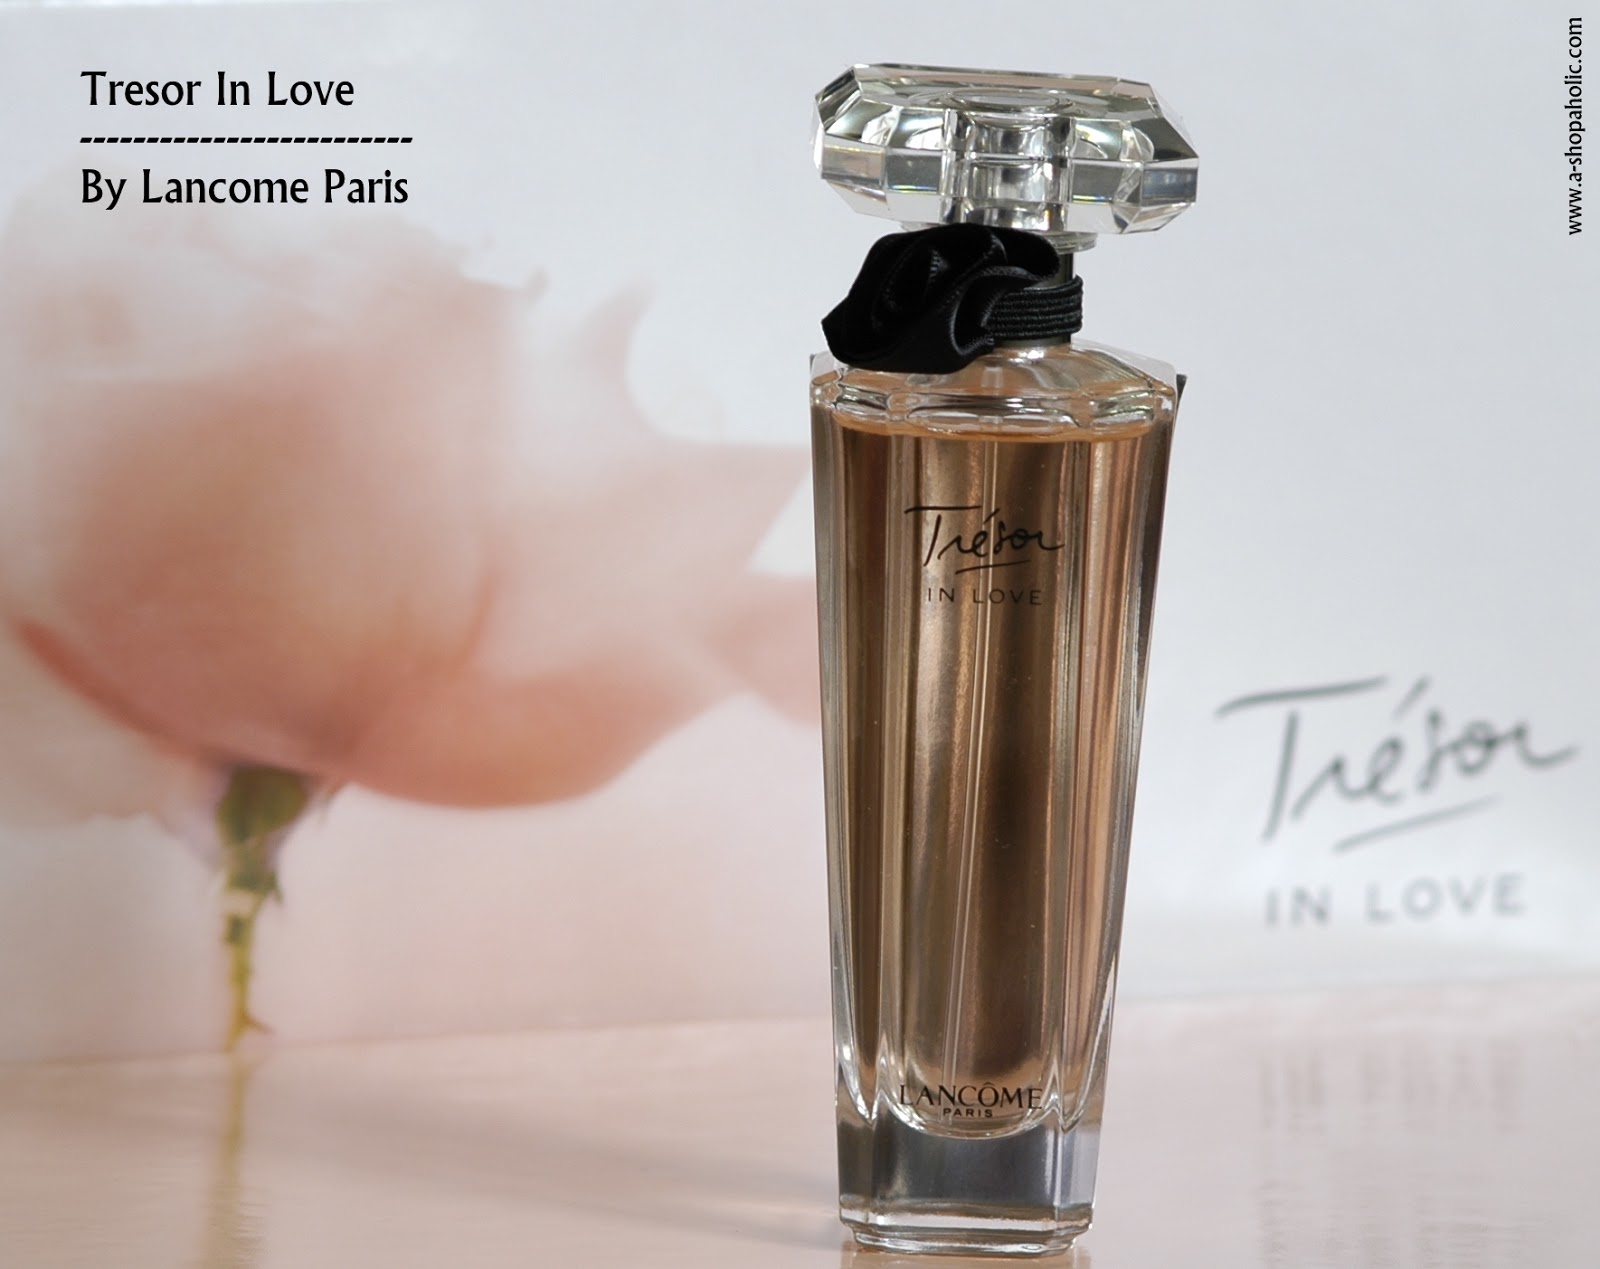 Tresor In Love
-------------------------
By Lancome Paris
www.a-shopaholic.com
Trésor
IN LOVE
LANCÔME
PARIS
Trésor
IN LOVE